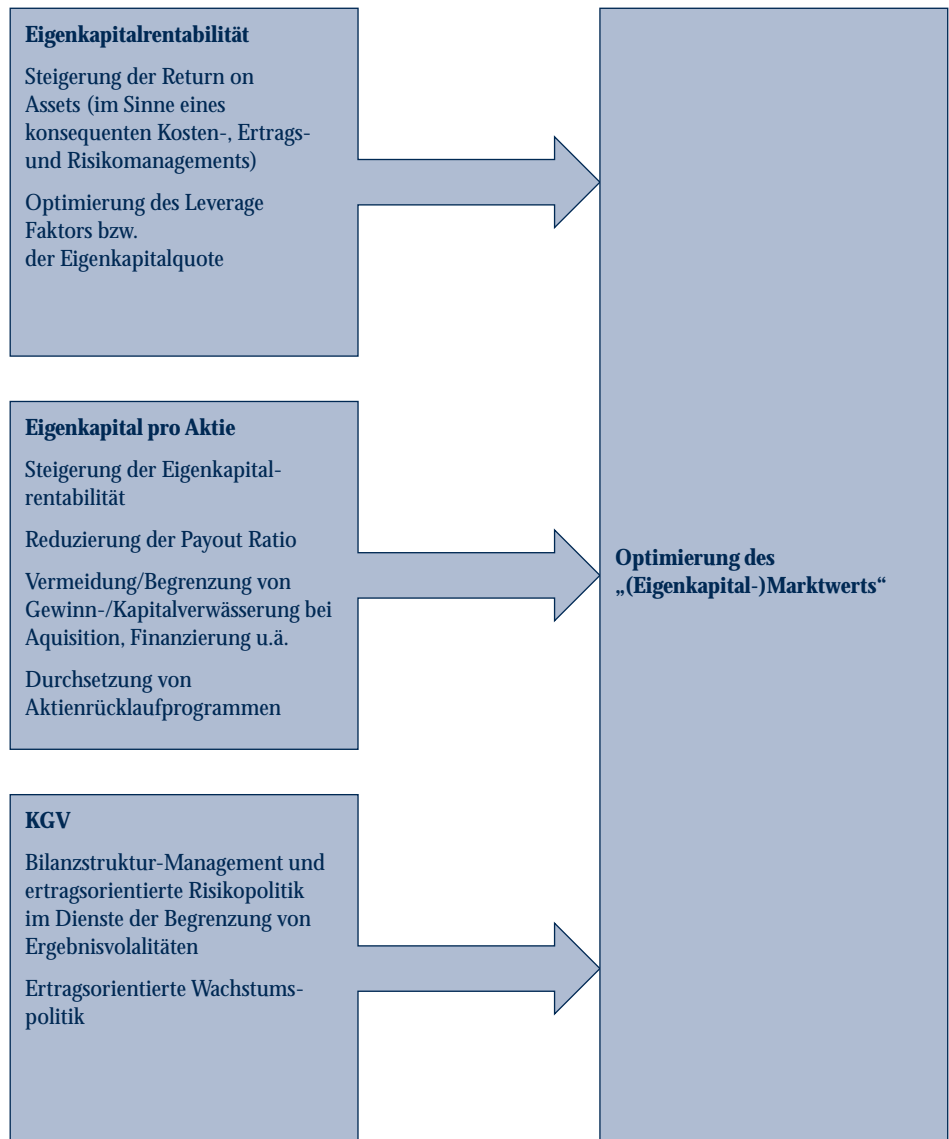 Eigenkapitalrentabilität
Steigerung der Return on
Assets (im Sinne eines
konsequenten Kosten-, Ertrags-
und Risikomanagements)
Optimierung des Leverage
Faktors bzw.
der Eigenkapitalquote
Eigenkapital pro Aktie
Steigerung der Eigenkapital-
rentabilität
Reduzierung der Payout Ratio
Vermeidung/Begrenzung von
Gewinn-/Kapitalverwässerung bei
Aquisition, Finanzierung u.ä.
Durchsetzung von
Aktienrücklaufprogrammen
KGV
Bilanzstruktur-Management und
ertragsorientierte Risikopolitik
im Dienste der Begrenzung von
Ergebnisvolalitäten
Ertragsorientierte Wachstums-
politik
Optimierung des
„(Eigenkapital-)Marktwerts“